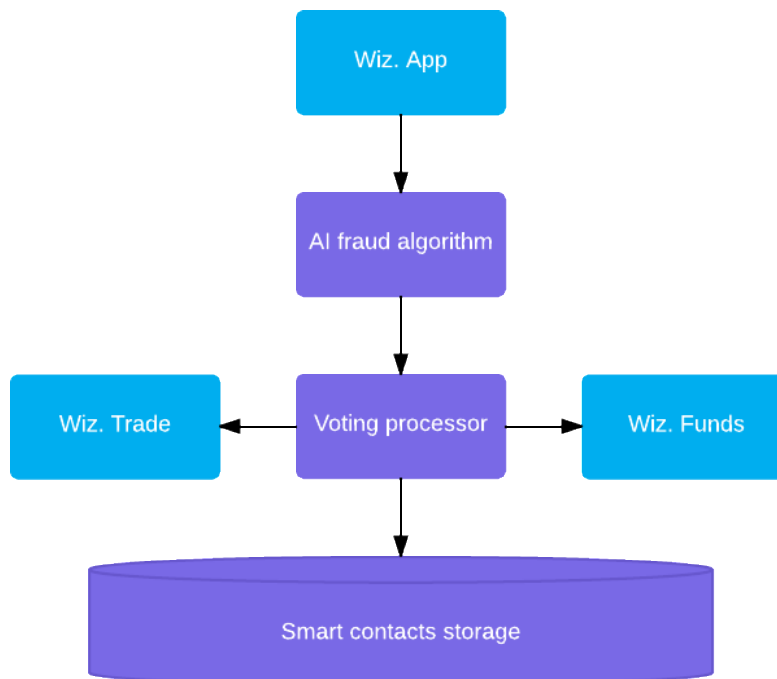 Wiz. App
AI fraud algorithm
Wiz. Trade
Voting processor
Wiz. Funds
Smart contacts storage